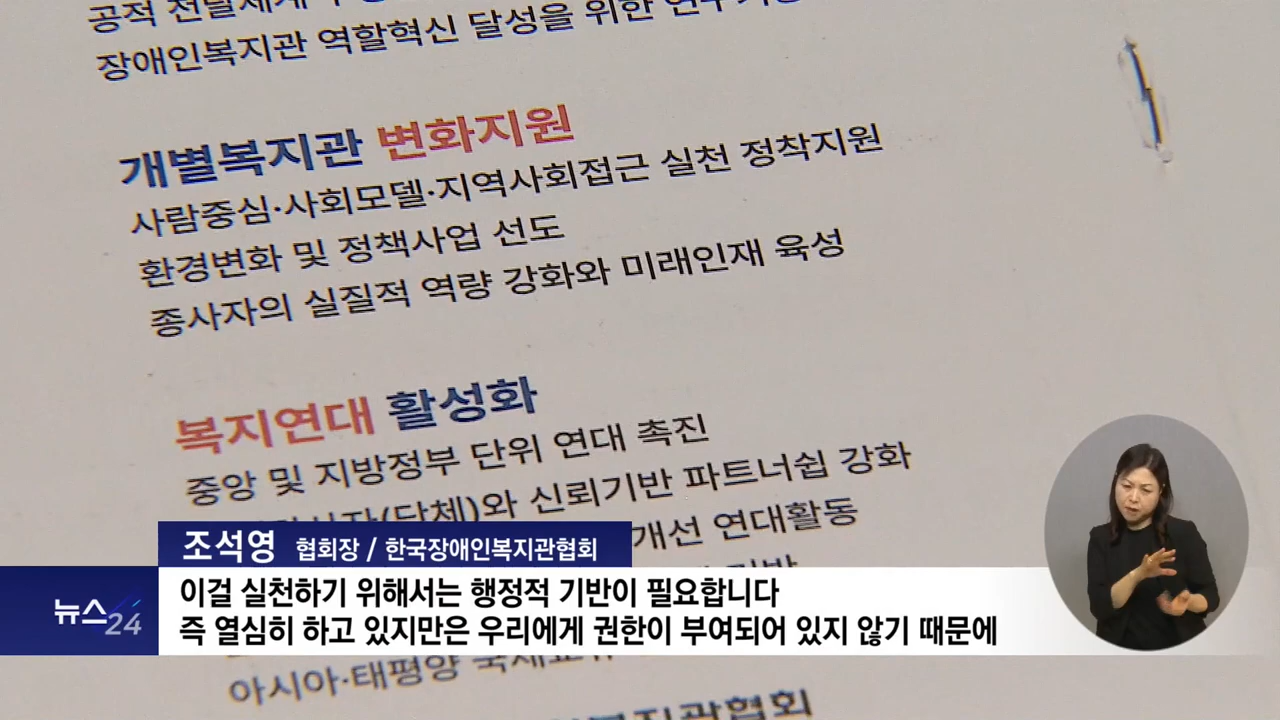 공적 전달체계
장애인복지관 역할혁신 달성을 위한 연구
개별복지관 변화지원
사람중심·사회모델·지역사회접근 실천 정착지원
환경변화 및 정책사업 선도
종사자의 실질적 역량 강화와 미래인재 육성
복지연대 활성화
중앙 및 지방정부 단위 연대 촉진
(단체)와 신뢰기반 파트너쉽 강화
개선 연대활동
조석영 협회장 / 한국장애인복지관협회
뉴스24
이걸 실천하기 위해서는 행정적 기반이 필요합니다
즉 열심히 하고 있지만은 우리에게 권한이 부여되어 있지 않기 때문에
아시아·태평양